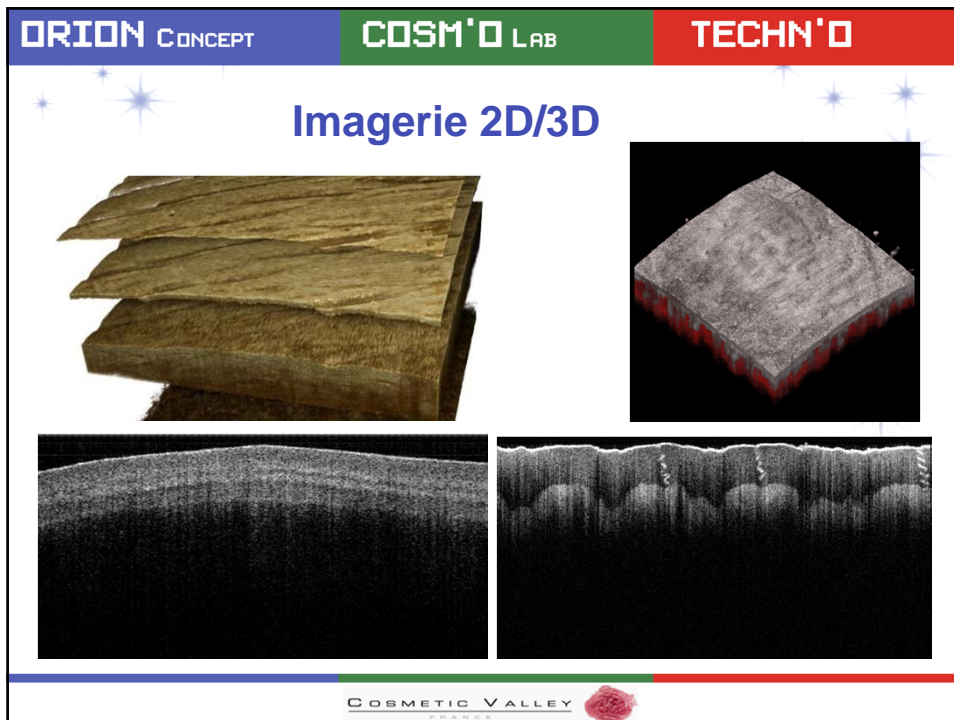 ORION CONCEPT COSM'O LAB TECHN'O
Imagerie 2D/3D
COSMETIC VALLEY
FRANCE